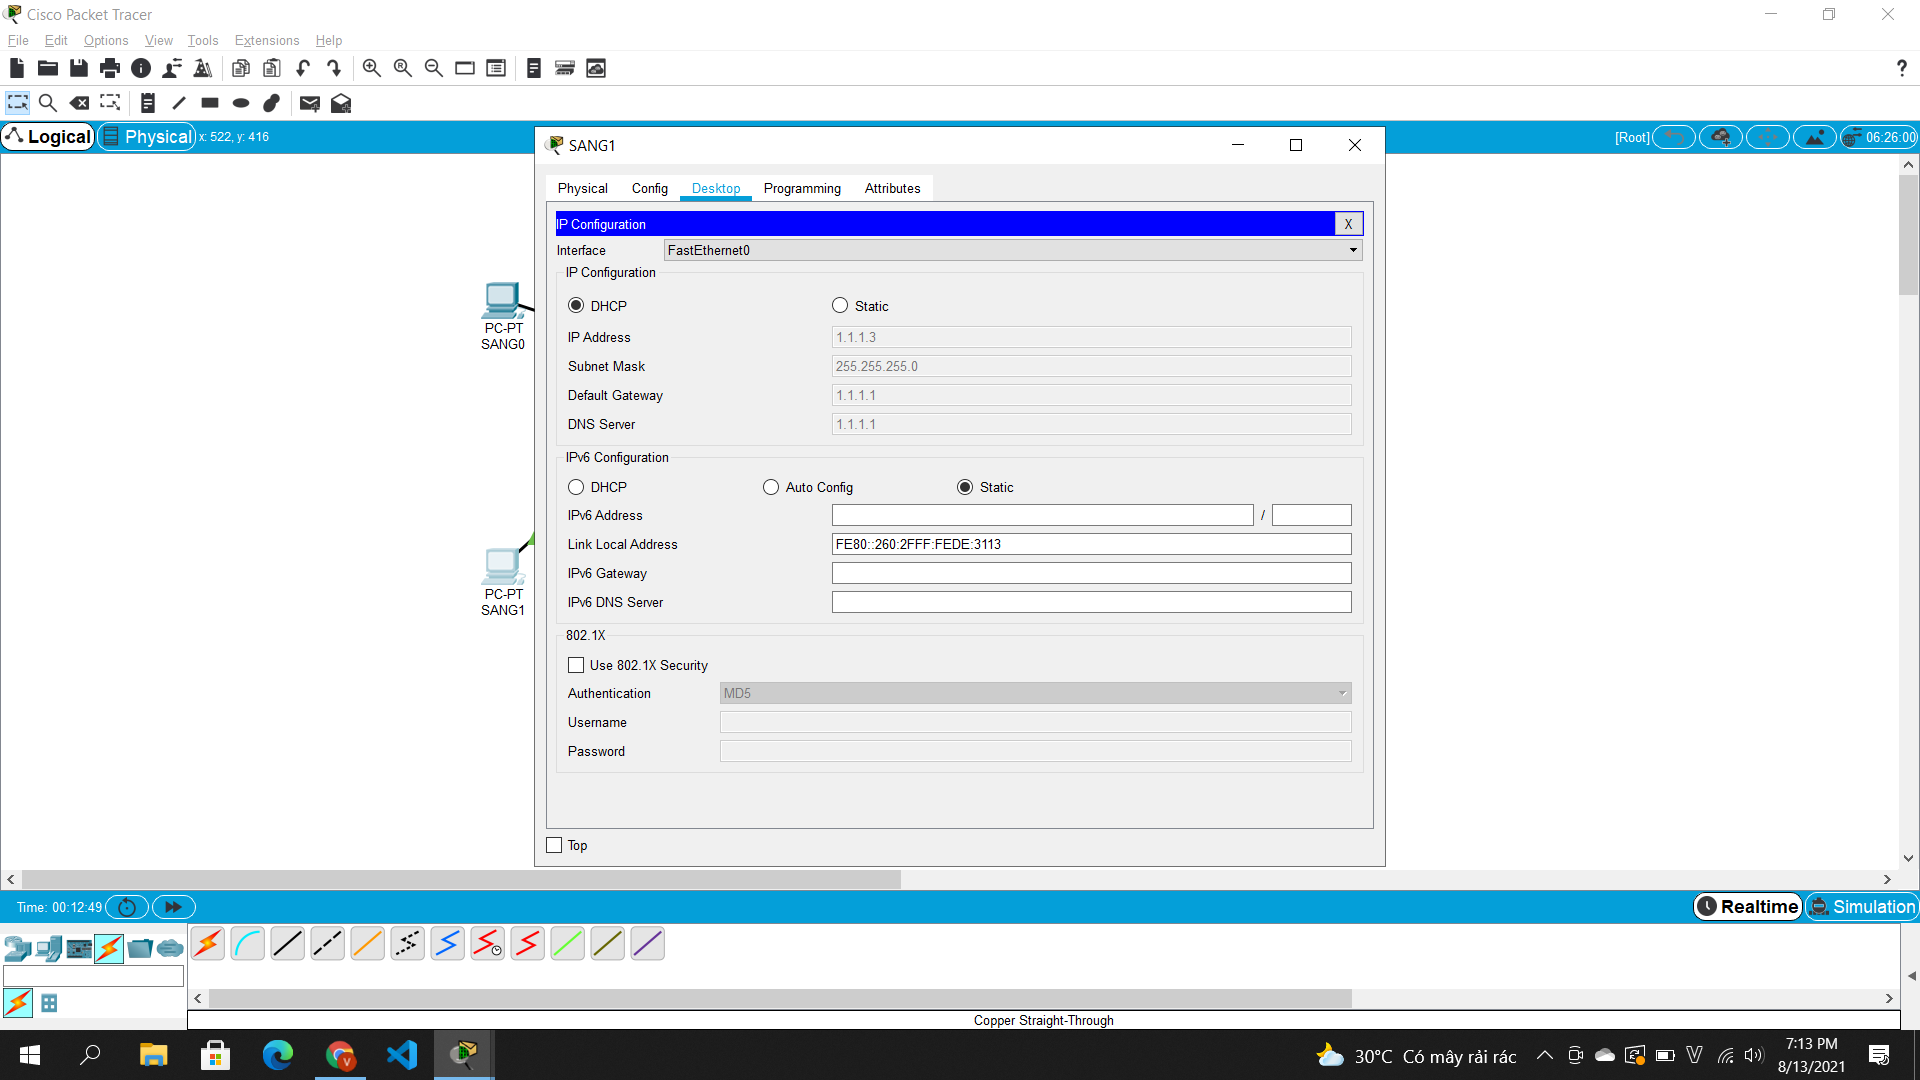 Cisco Packet Tracer
File Edit Options View Tools Extensions Help
?
Logical Physical x: 522, y: 416
[Root] 06:26:00
SANG1
Physical Config Desktop Programming Attributes
IP Configuration X
Interface FastEthernet0
IP Configuration
DHCP Static
IP Address 1.1.1.3
Subnet Mask 255.255.255.0
Default Gateway 1.1.1.1
DNS Server 1.1.1.1
IPv6 Configuration
DHCP Auto Config Static
IPv6 Address /
Link Local Address FE80::260:2FFF:FEDE:3113
IPv6 Gateway
IPv6 DNS Server
802.1X
Use 802.1X Security
Authentication MD5
Username
Password
Top
PC-PT
SANG0
PC-PT
SANG1
Time: 00:12:49
Realtime Simulation
Copper Straight-Through
30°C Có mây rải rác
7:13 PM
8/13/2021